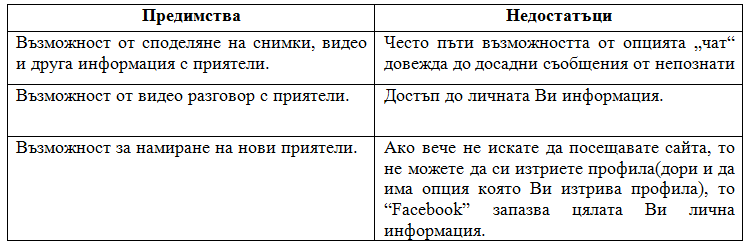 Предимства
Недостатъци
Възможност от споделяне на снимки, видео
и друга информация с приятели.
Често пъти възможността от опцията „чат“
довежда до досадни съобщения от непознати
Възможност от видео разговор с приятели.
Достъп до личната Ви информация.
Възможност за намиране на нови приятели.
Ако вече не искате да посещавате сайта, то
не можете да си изтриете профила(дори и да
има опция която Ви изтрива профила), то
“Facebook” запазва цялата Ви лична
информация.